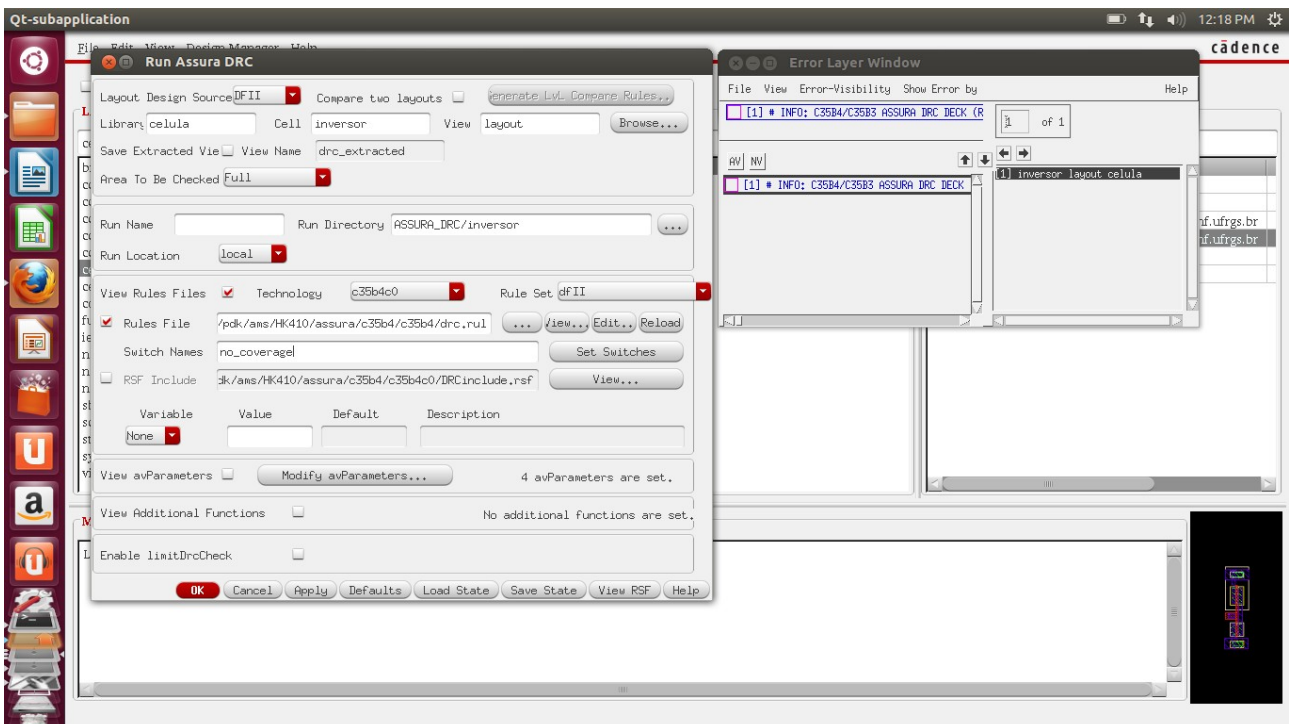 Qt-subapplication
12:18 PM
File Edit View Design Manager Help
cādence
Run Assura DRC
Layout Design Source DFII Compare two layouts Generate LvL Compare Rules..
Library celula Cell inversor View layout Browse...
Save Extracted Vie View Name drc_extracted
Area To Be Checked Full
Run Name Run Directory ASSURA_DRC/inversor ...
Run Location local
View Rules Files Technology c35b4c0 Rule Set dfII
Rules File /pdk/ams/HK410/assura/c35b4/c35b4/drc.rul ... View... Edit.. Reload
Switch Names no_coverage Set Switches
RSF Include dk/ams/HK410/assura/c35b4/c35b4c0/DRCinclude.rsf View...
Variable Value Default Description
None
View avParameters Modify avParameters... 4 avParameters are set.
View Additional Functions No additional functions are set.
Enable limitDrcCheck
OK Cancel Apply Defaults Load State Save State View RSF Help
Error Layer Window
File View Error-Visibility Show Error by Help
[1] # INFO: C35B4/C35B3 ASSURA DRC DECK (R
1 of 1
AV NV
[1] # INFO: C35B4/C35B3 ASSURA DRC DECK
[1] inversor layout celula
nf.ufrgs.br
nf.ufrgs.br